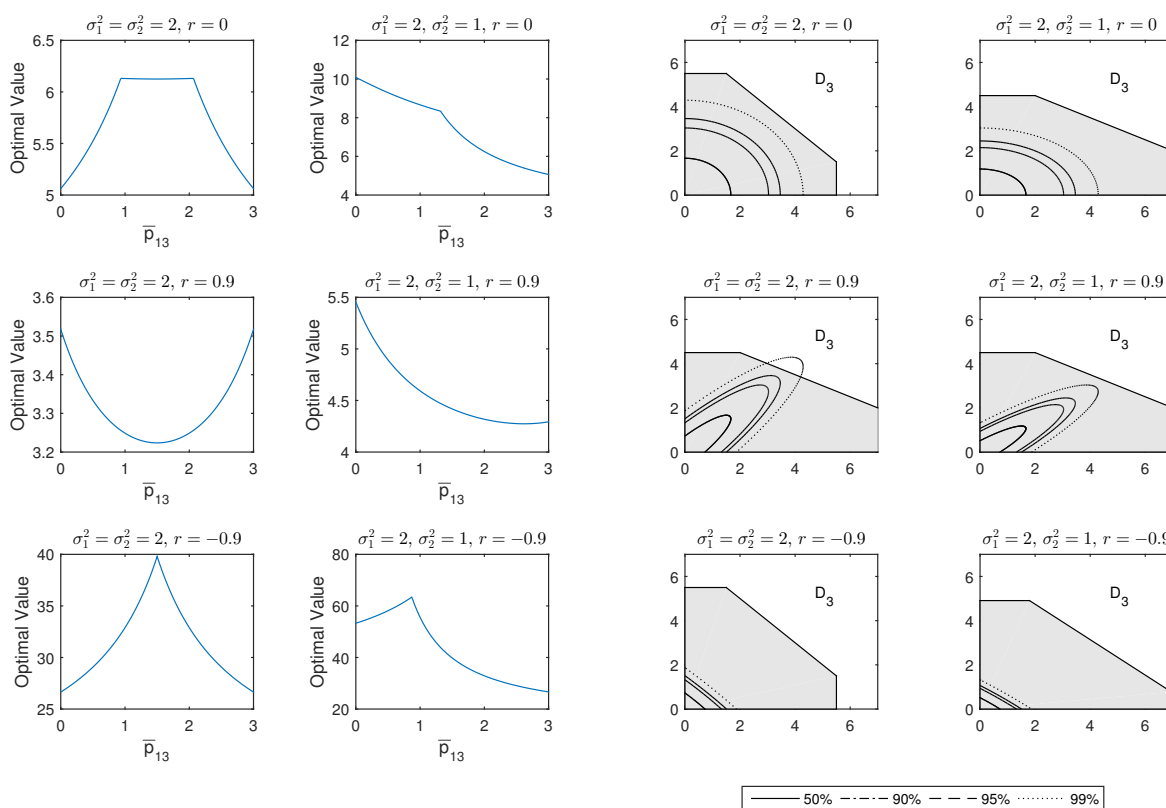 σ₁² = σ₂² = 2, r = 0
6.5
6
5.5
5
Optimal Value
0 1 2 3
p̅₁₃
σ₁² = 2, σ₂² = 1, r = 0
12
10
8
6
4
Optimal Value
0 1 2 3
p̅₁₃
σ₁² = σ₂² = 2, r = 0
D₃
6
4
2
0
0 2 4 6
σ₁² = 2, σ₂² = 1, r = 0
D₃
6
4
2
0
0 2 4 6
σ₁² = σ₂² = 2, r = 0.9
3.6
3.5
3.4
3.3
3.2
Optimal Value
0 1 2 3
p̅₁₃
σ₁² = 2, σ₂² = 1, r = 0.9
5.5
5
4.5
4
Optimal Value
0 1 2 3
p̅₁₃
σ₁² = σ₂² = 2, r = 0.9
D₃
6
4
2
0
0 2 4 6
σ₁² = 2, σ₂² = 1, r = 0.9
D₃
6
4
2
0
0 2 4 6
σ₁² = σ₂² = 2, r = −0.9
40
35
30
25
Optimal Value
0 1 2 3
p̅₁₃
σ₁² = 2, σ₂² = 1, r = −0.9
80
60
40
20
Optimal Value
0 1 2 3
p̅₁₃
σ₁² = σ₂² = 2, r = −0.9
D₃
6
4
2
0
0 2 4 6
σ₁² = 2, σ₂² = 1, r = −0.9
D₃
6
4
2
0
0 2 4 6
50% 90% 95% 99%